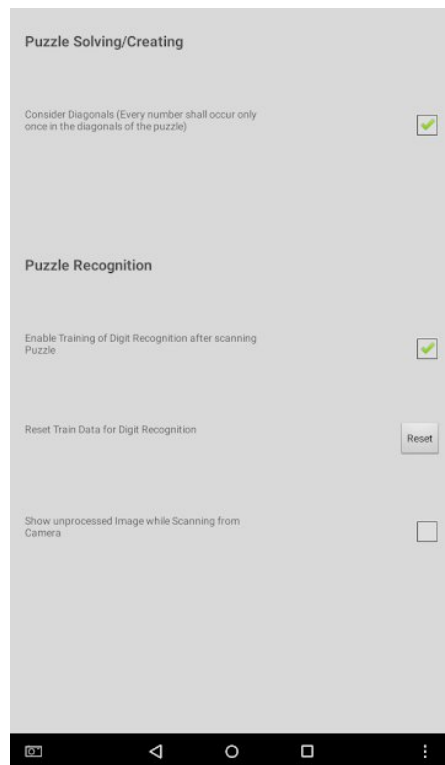 Puzzle Solving/Creating
Consider Diagonals (Every number shall occur only
once in the diagonals of the puzzle)
Puzzle Recognition
Enable Training of Digit Recognition after scanning
Puzzle
Reset Train Data for Digit Recognition
Reset
Show unprocessed Image while Scanning from
Camera